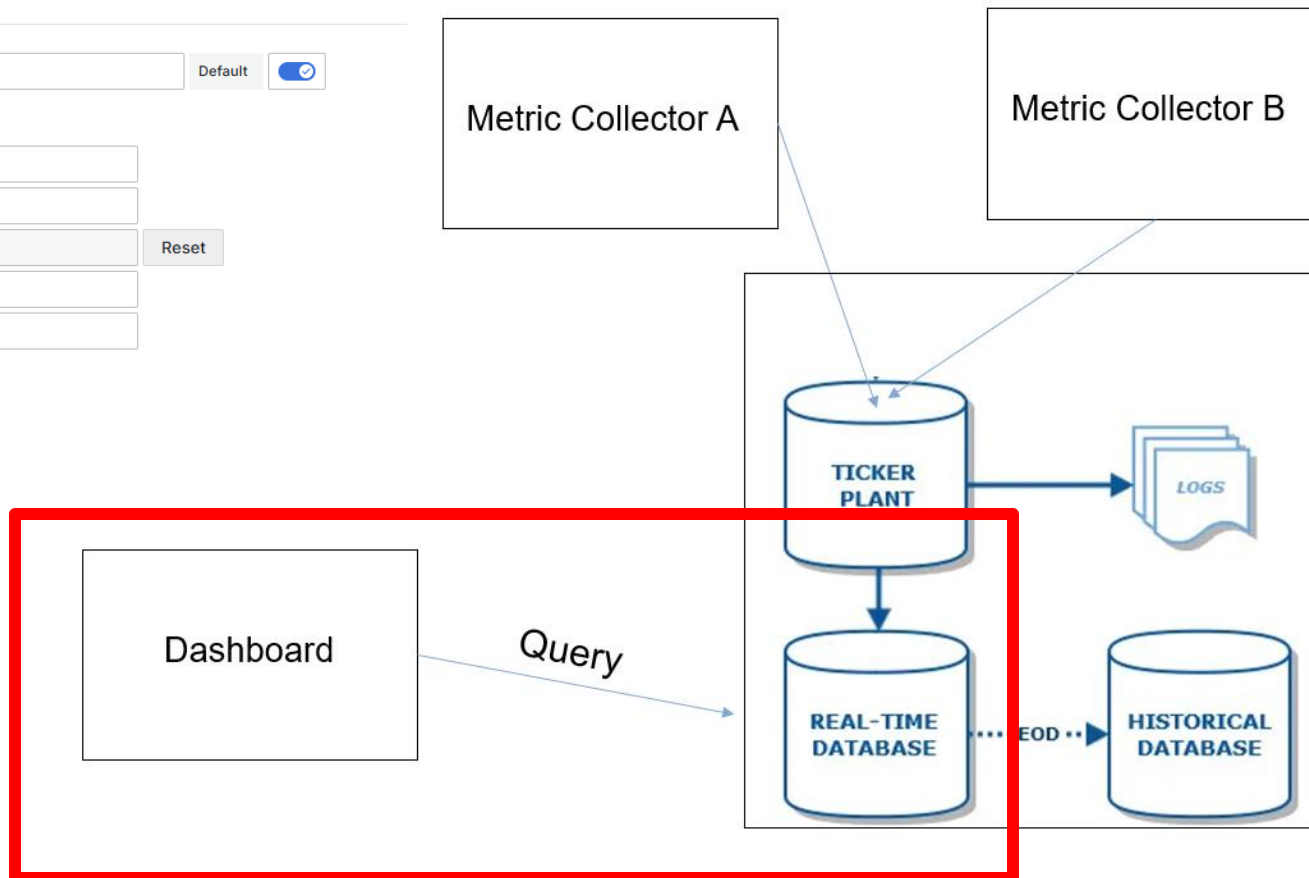 Default
Reset
Metric Collector A
Metric Collector B
TICKER
PLANT
LOGS
Dashboard
Query
REAL-TIME
DATABASE
EOD
HISTORICAL
DATABASE